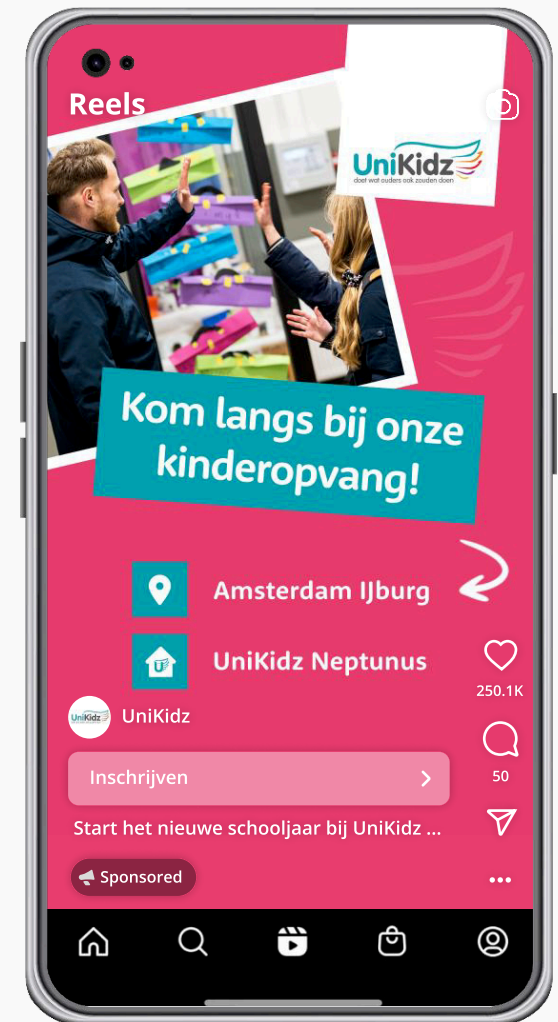 Reels
UniKidz
doet wat ouders ook zouden doen
Kom langs bij onze
kinderopvang!
Amsterdam IJburg
UniKidz Neptunus
250.1K
UniKidz
UniKidz
Inschrijven
50
Start het nieuwe schooljaar bij UniKidz ...
Sponsored